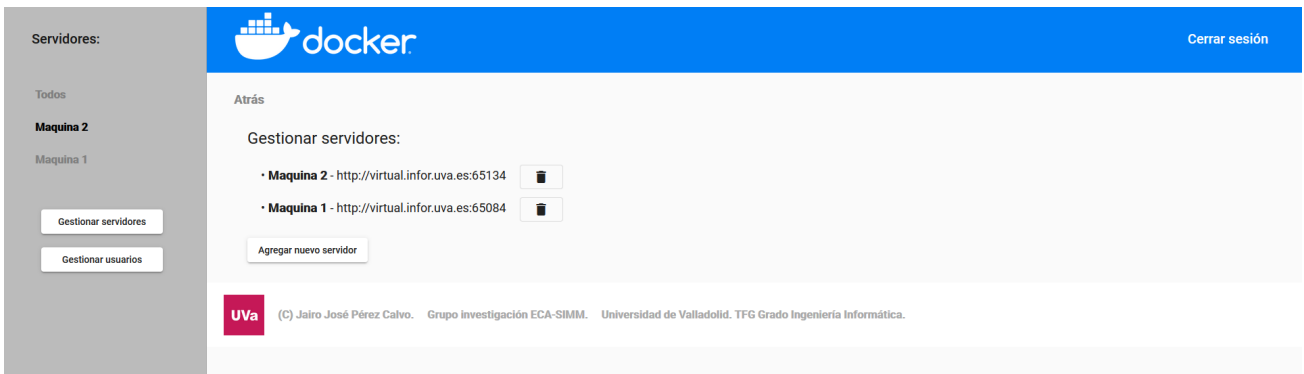 Servidores:
Todos
Maquina 2
Maquina 1
Gestionar servidores
Gestionar usuarios
docker
Cerrar sesión
Atrás
Gestionar servidores:
• Maquina 2 - http://virtual.infor.uva.es:65134
• Maquina 1 - http://virtual.infor.uva.es:65084
Agregar nuevo servidor
UVa
(C) Jairo José Pérez Calvo. Grupo investigación ECA-SIMM. Universidad de Valladolid. TFG Grado Ingeniería Informática.